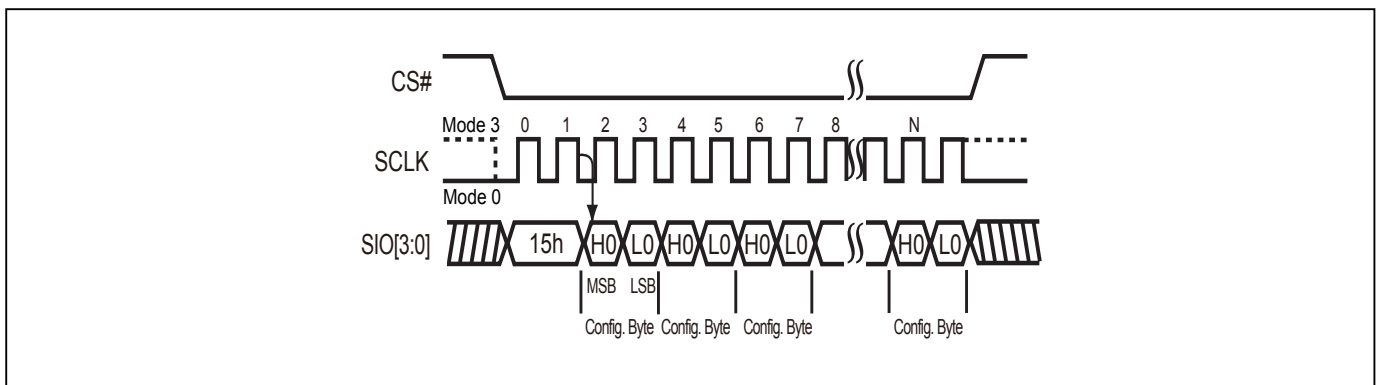 CS#
Mode 3 0 1 2 3 4 5 6 7 8 N
SCLK
Mode 0
SIO[3:0] 15h H0 L0 H0 L0 H0 L0 H0 L0
MSB LSB
Config. Byte Config. Byte Config. Byte Config. Byte